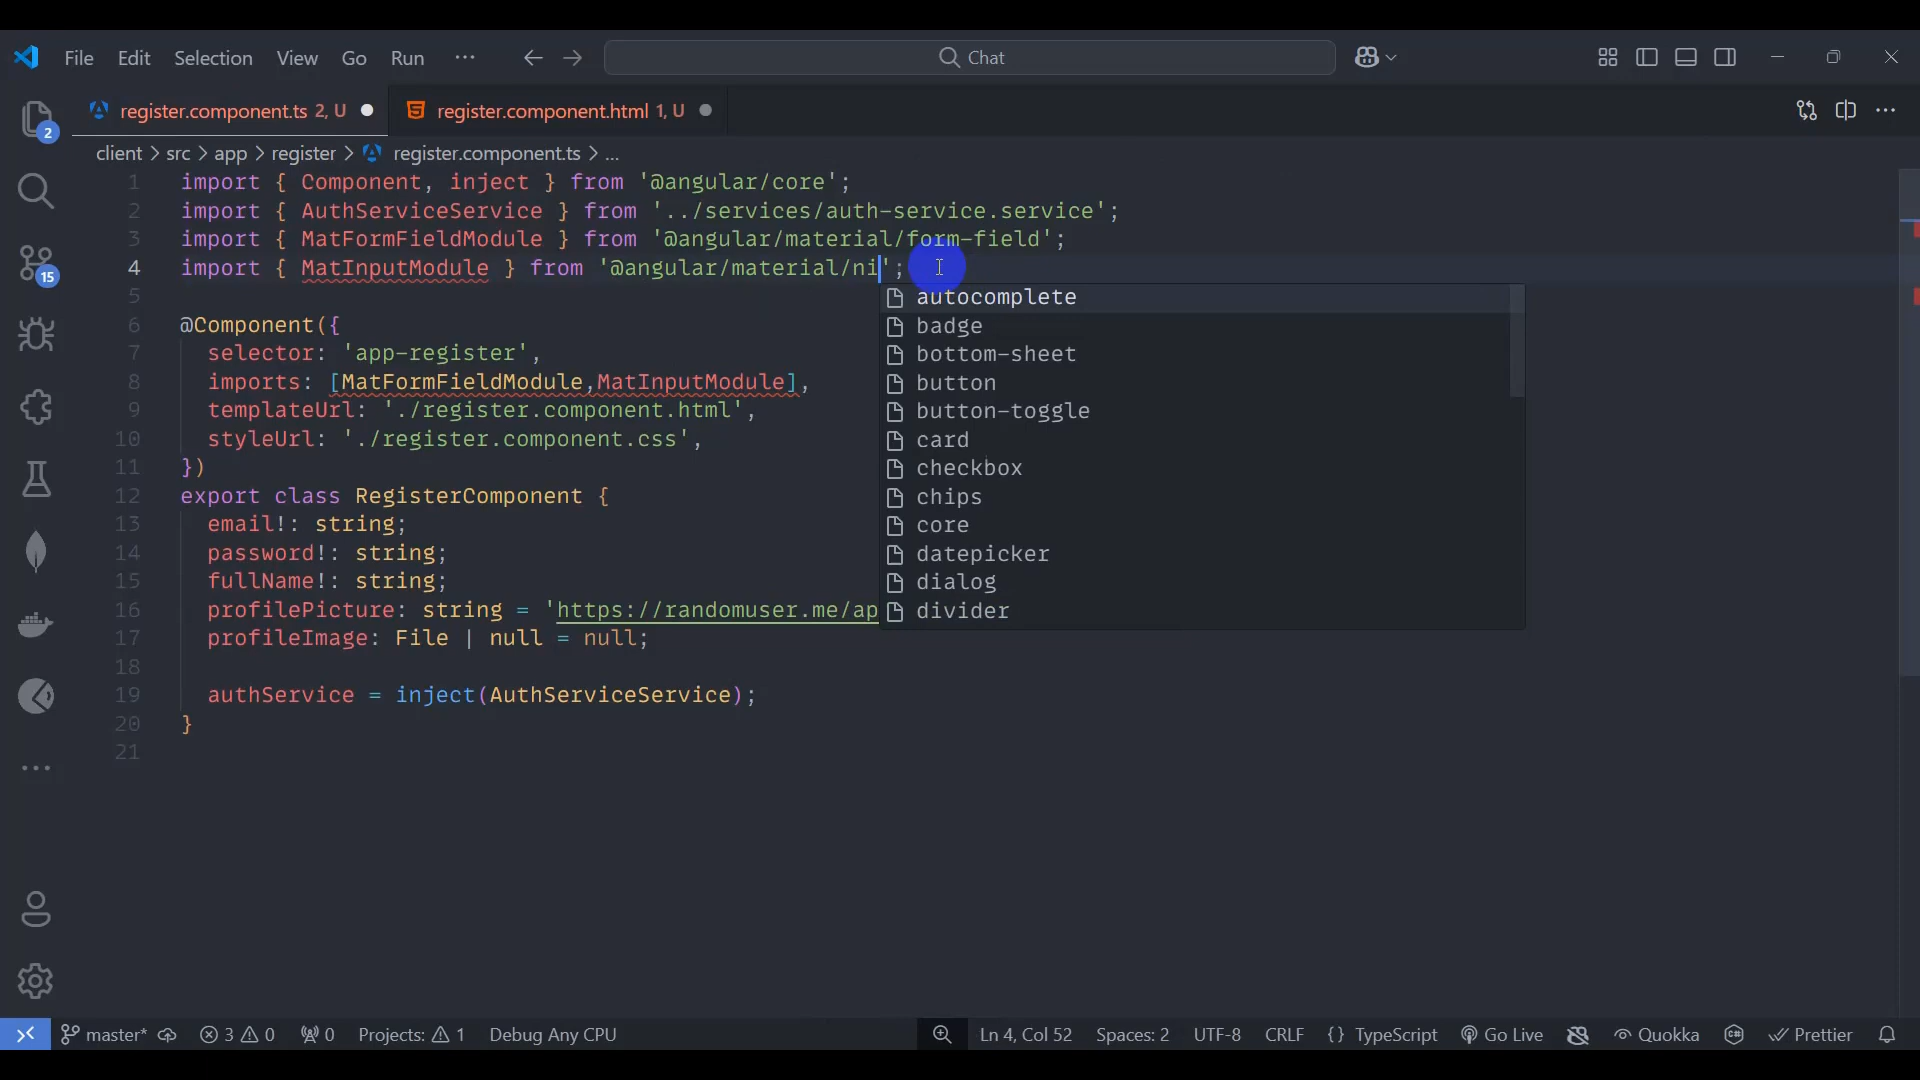 File Edit Selection View Go Run ··· Chat
register.component.ts 2, U register.component.html 1, U
client > src > app > register > register.component.ts > ...
2
15
1 import { Component, inject } from '@angular/core';
2 import { AuthServiceService } from '../services/auth-service.service';
3 import { MatFormFieldModule } from '@angular/material/form-field';
4 import { MatInputModule } from '@angular/material/ni';
5
6 @Component({
7 selector: 'app-register',
8 imports: [MatFormFieldModule,MatInputModule],
9 templateUrl: './register.component.html',
10 styleUrl: './register.component.css',
11 })
12 export class RegisterComponent {
13 email!: string;
14 password!: string;
15 fullName!: string;
16 profilePicture: string = 'https://randomuser.me/ap
17 profileImage: File | null = null;
18
19 authService = inject(AuthServiceService);
20 }
21
autocomplete
badge
bottom-sheet
button
button-toggle
card
checkbox
chips
core
datepicker
dialog
divider
master* 3 0 0 Projects: 1 Debug Any CPU Ln 4, Col 52 Spaces: 2 UTF-8 CRLF {} TypeScript Go Live Quokka Prettier